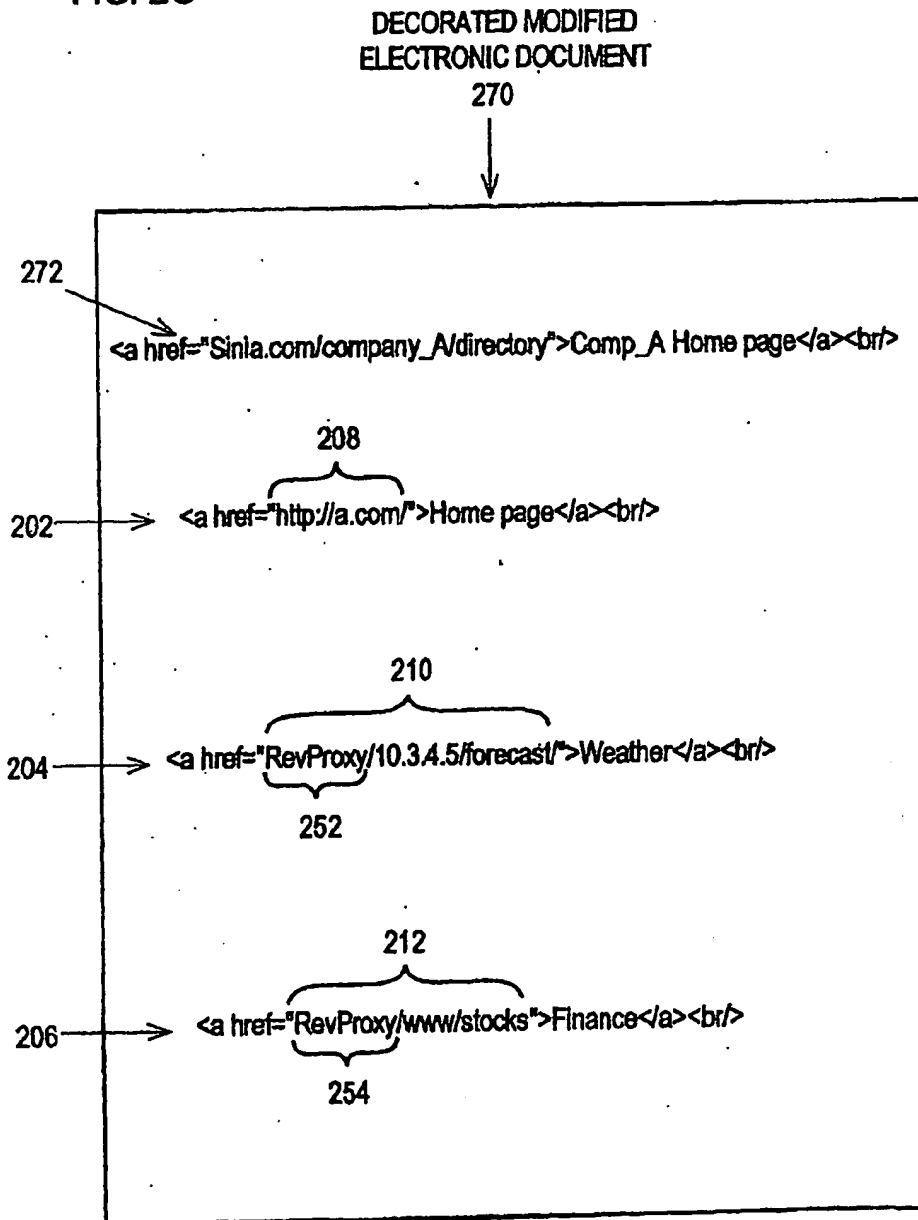 DECORATED MODIFIED
ELECTRONIC DOCUMENT
270
272
<a href="Sinla.com/company_A/directory">Comp_A Home page</a><br/>
208
202
<a href="http://a.com/">Home page</a><br/>
210
204
<a href="RevProxy/10.3.4.5/forecast/">Weather</a><br/>
252
212
206
<a href="RevProxy/www/stocks">Finance</a><br/>
254